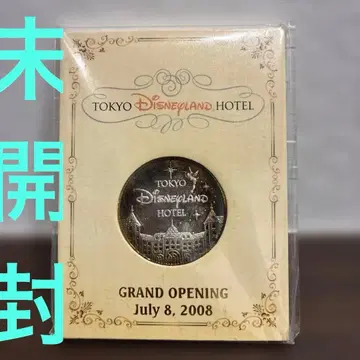 未開封
TOKYO DISNEYLAND HOTEL
TOKYO
DISNEYLAND
HOTEL
GRAND OPENING
July 8, 2008